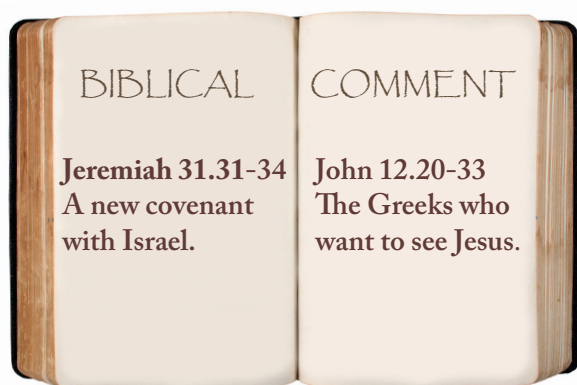 BIBLICAL COMMENT
Jeremiah 31.31-34
A new covenant
with Israel.
John 12.20-33
The Greeks who
want to see Jesus.